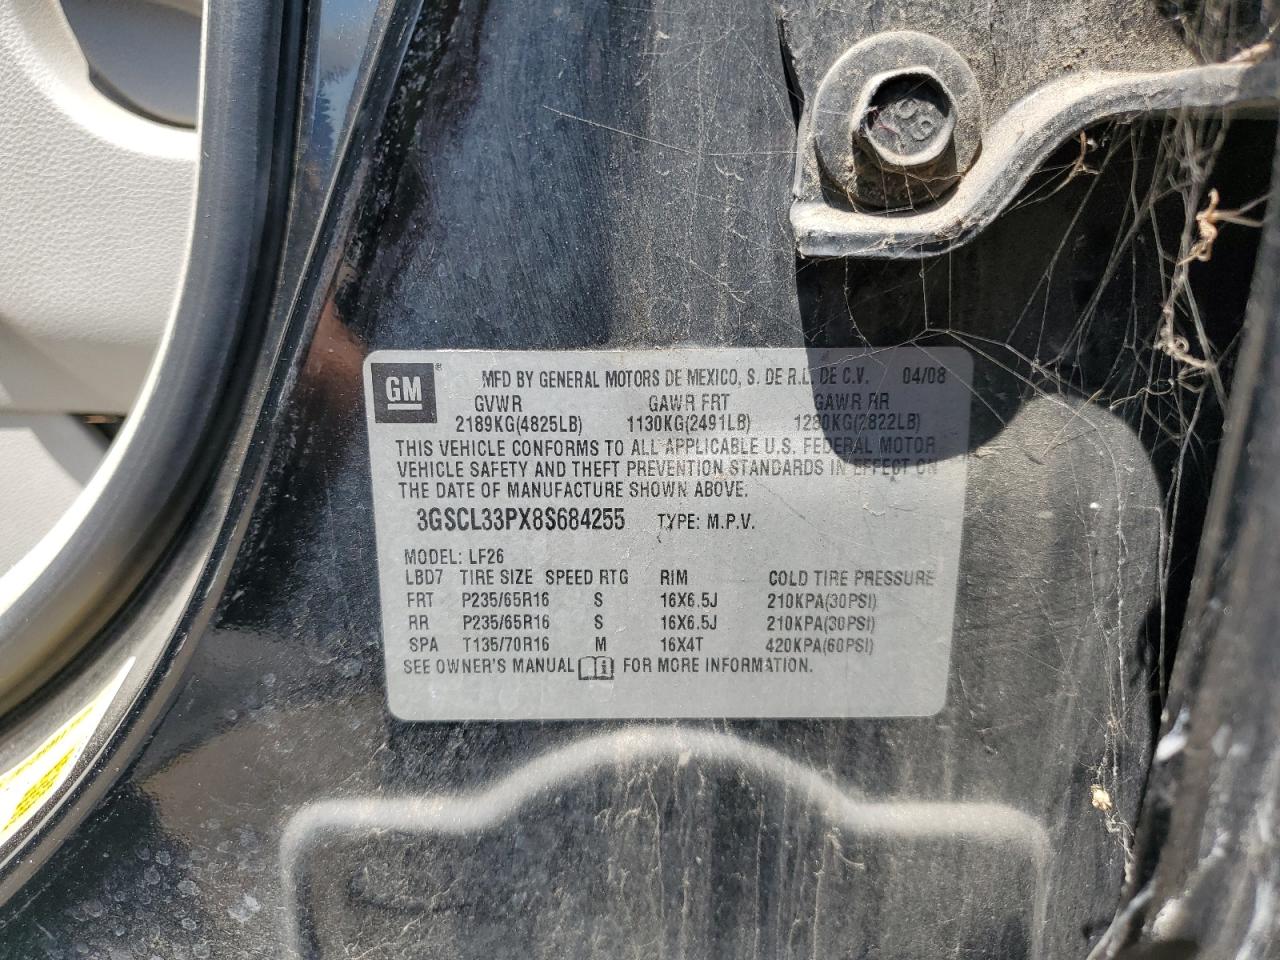 GM ® MFD BY GENERAL MOTORS DE MEXICO, S. DE R.L. DE C.V. 04/08
GVWR GAWR FRT GAWR RR
2189KG(4825LB) 1130KG(2491LB) 1280KG(2822LB)
THIS VEHICLE CONFORMS TO ALL APPLICABLE U.S. FEDERAL MOTOR
VEHICLE SAFETY AND THEFT PREVENTION STANDARDS IN EFFECT ON
THE DATE OF MANUFACTURE SHOWN ABOVE.
3GSCL33PX8S684255 TYPE: M.P.V.
MODEL: LF26
LBD7 TIRE SIZE SPEED RTG RIM COLD TIRE PRESSURE
FRT P235/65R16 S 16X6.5J 210KPA(30PSI)
RR P235/65R16 S 16X6.5J 210KPA(30PSI)
SPA T135/70R16 M 16X4T 420KPA(60PSI)
SEE OWNER'S MANUAL FOR MORE INFORMATION.